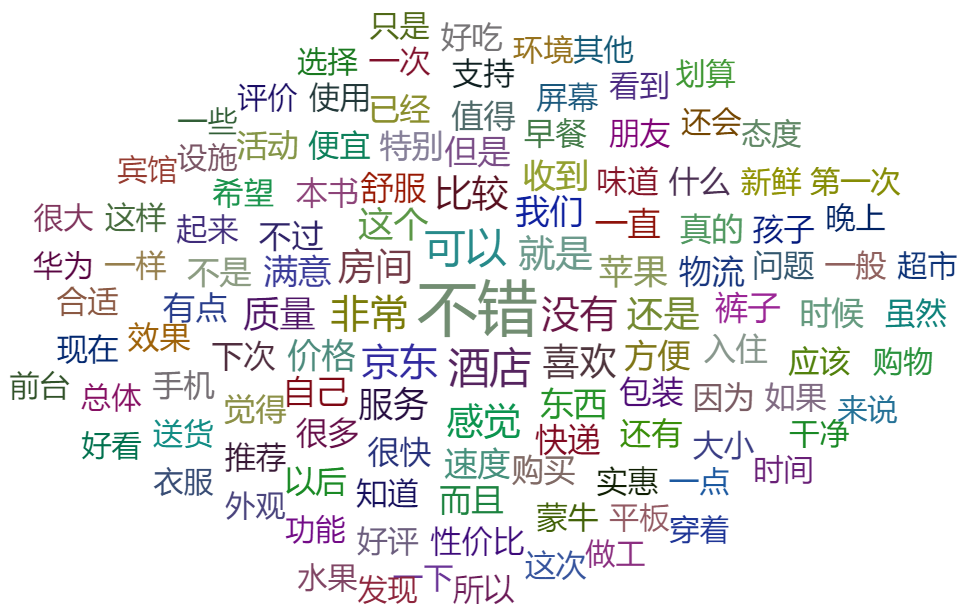 只是 好吃
选择 一次 环境 其他
支持 划算
评价 使用 已经 屏幕 看到
一些 值得 还会
活动 便宜 特别 但是 早餐 朋友 态度
宾馆 设施
希望 本书 舒服 比较 收到 味道 什么 新鲜 第一次
很大 这样 起来 不过 这个 我们 一直 真的 孩子 晚上
可以 就是
华为 一样 不是 满意 房间 苹果 物流 问题 一般 超市
合适 有点 质量 非常 不错 没有 还是 裤子 时候 虽然
现在 效果 下次 价格 京东 酒店 喜欢 方便 入住 应该 购物
前台 总体 手机 自己 服务 东西 包装 因为 如果 来说
觉得 感觉
好看 送货 很多 快递 还有 大小 干净
推荐 很快 速度 购买 时间
衣服 以后 知道 实惠 一点
外观 而且
功能 好评 性价比 蒙牛 平板 穿着
这次 做工
水果 发现 一下 所以